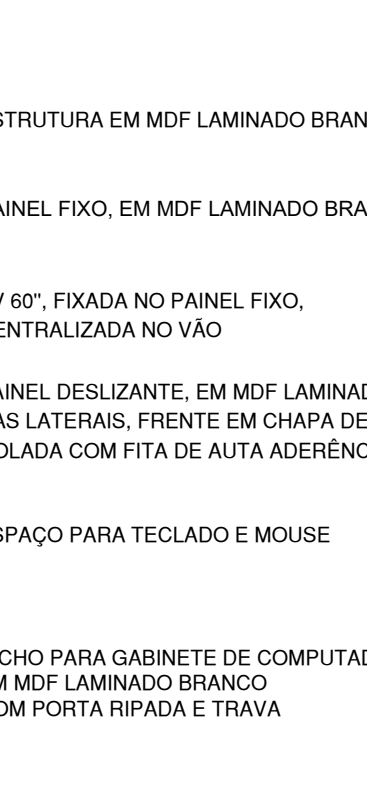 STRUTURA EM MDF LAMINADO BRAN
AINEL FIXO, EM MDF LAMINADO BRA
V 60", FIXADA NO PAINEL FIXO,
ENTRALIZADA NO VÃO
AINEL DESLIZANTE, EM MDF LAMINAD
AS LATERAIS, FRENTE EM CHAPA DE
OLADA COM FITA DE AUTA ADERÊNC
SPAÇO PARA TECLADO E MOUSE
CHO PARA GABINETE DE COMPUTAD
M MDF LAMINADO BRANCO
OM PORTA RIPADA E TRAVA